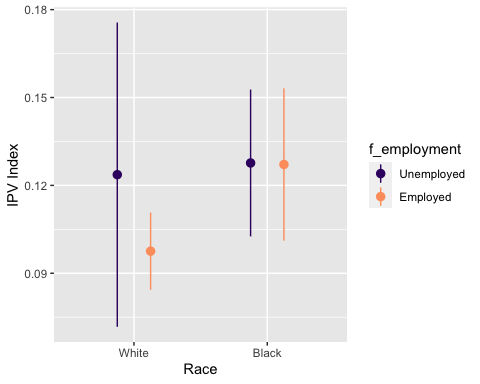 0.18
0.15
0.12
0.09
IPV Index
White
Black
Race
f_employment
Unemployed
Employed